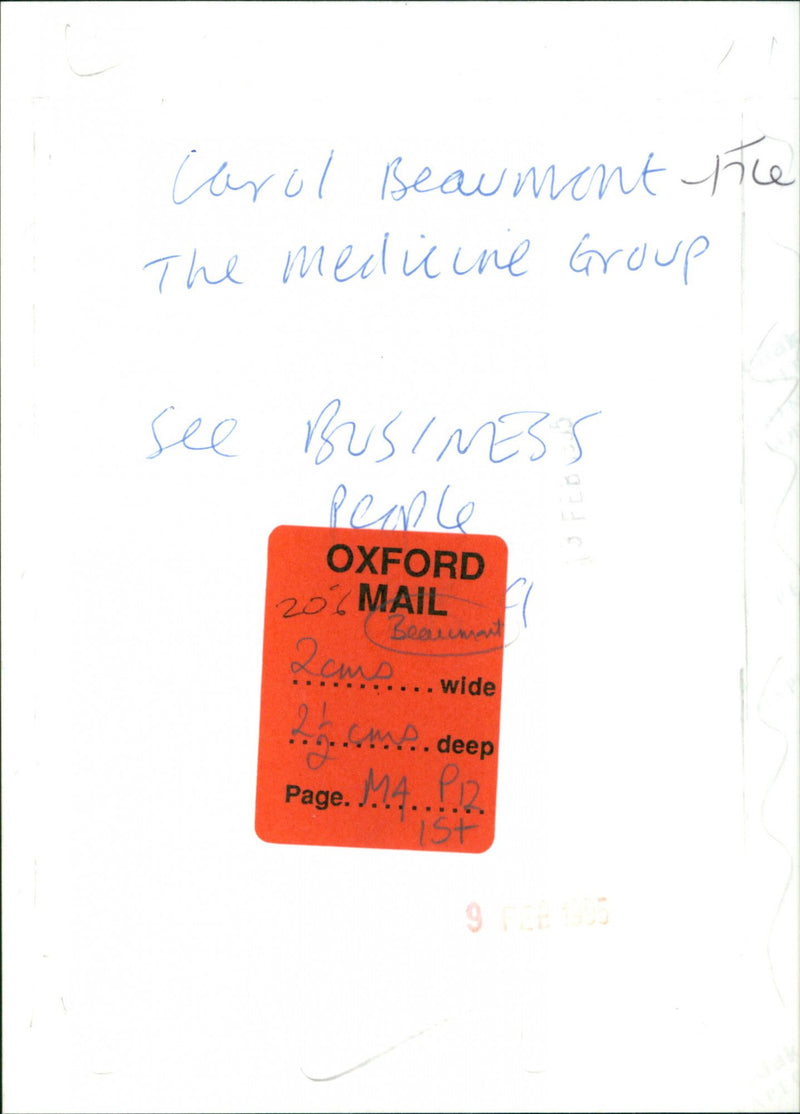 Carol Beaumont File
The Medicine Group
See BUSINESS
People
OXFORD
MAIL
Beaumont
2cms wide
2½ cms deep
Page. M4 P12
1st
9 FEB 1995